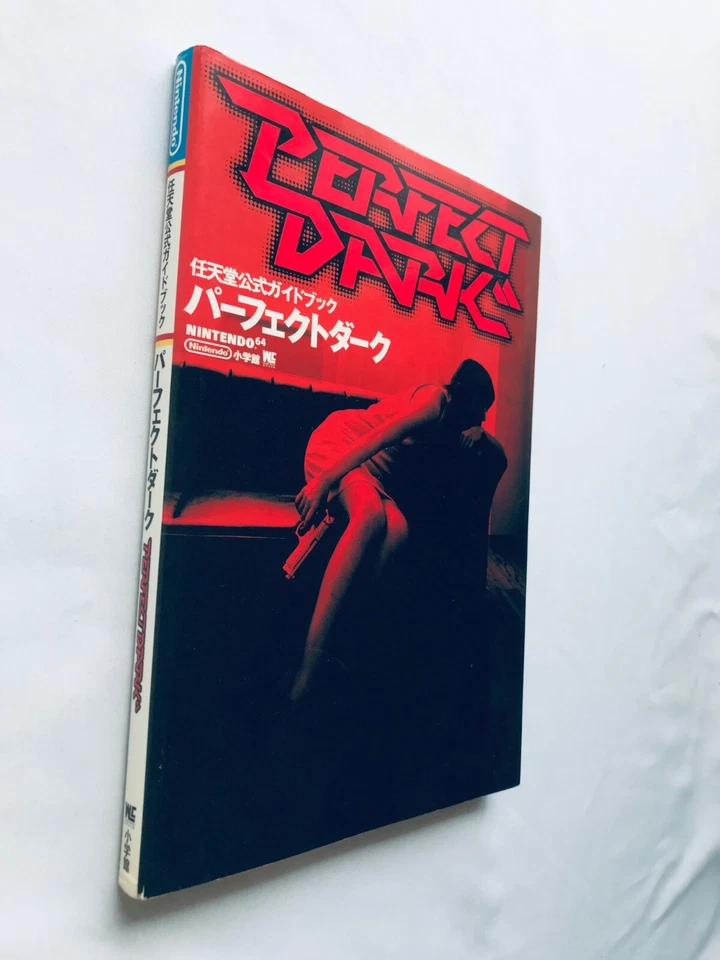 PERFECT
DARK
任天堂公式ガイドブック
パーフェクトダーク
NINTENDO64
Nintendo 小学館
Nintendo
任天堂公式ガイドブック
パーフェクトダーク
PERFECT DARK
小学館